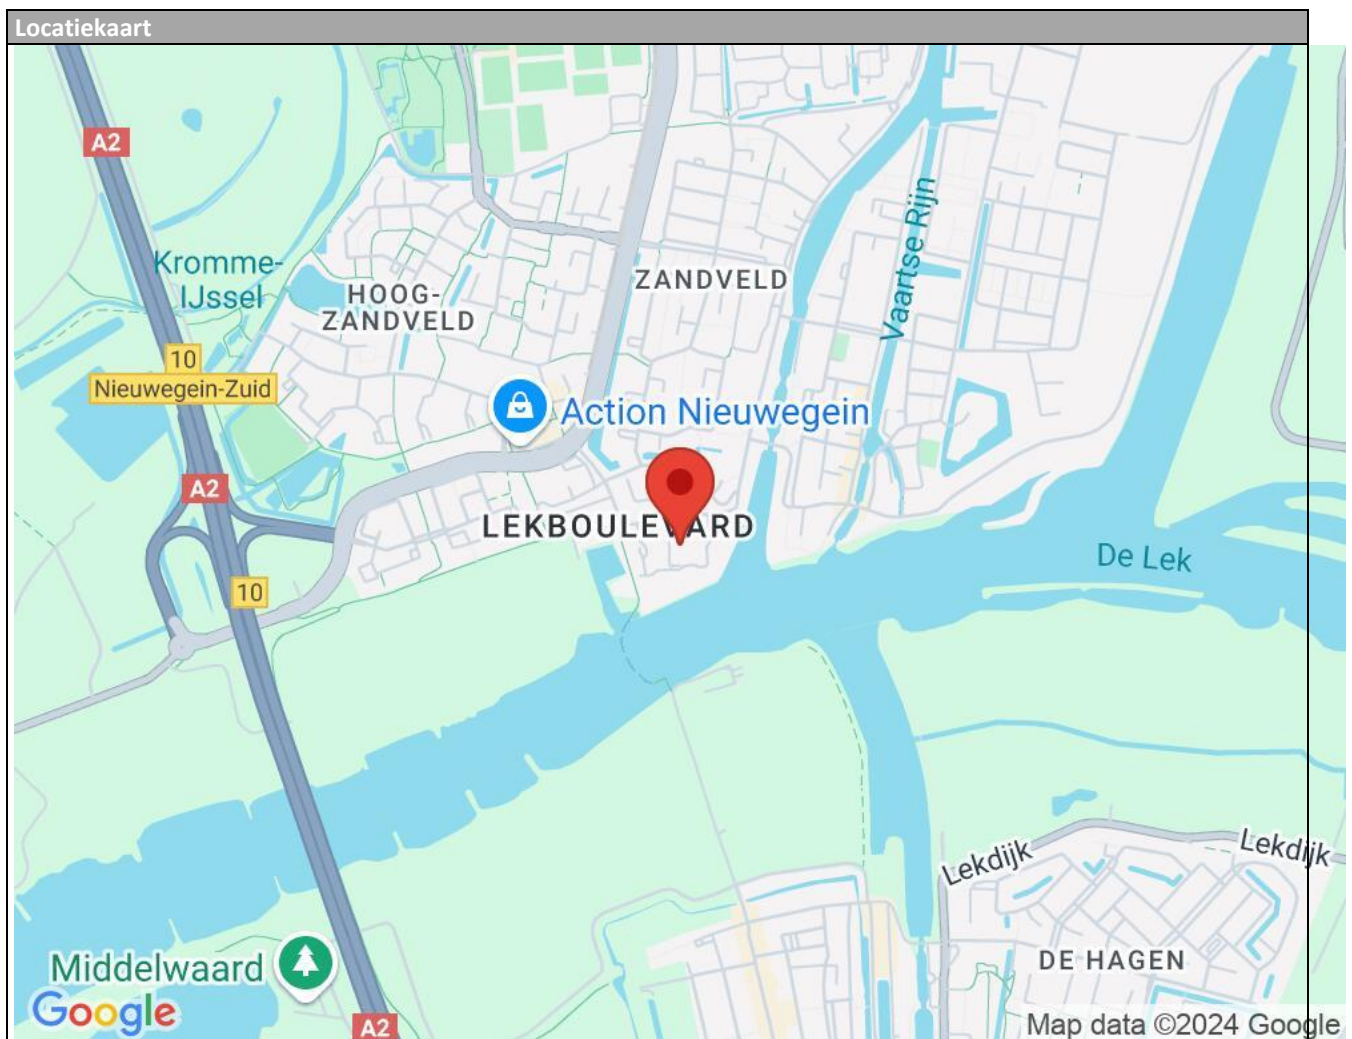 Locatiekaart
A2
Kromme-
IJssel
HOOG-
ZANDVELD
ZANDVELD
Vaartse Rijn
10
Nieuwegein-Zuid
Action Nieuwegein
A2
LEKBOULEVARD
De Lek
10
Lekdijk
Lekdijk
Middelwaard
DE HAGEN
Google
A2
Map data ©2024 Google